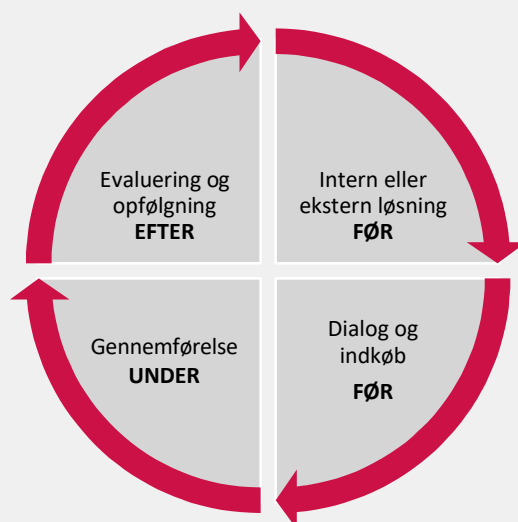 Evaluering og
opfølgning
EFTER
Intern eller
ekstern løsning
FØR
Gennemførelse
UNDER
Dialog og
indkøb
FØR